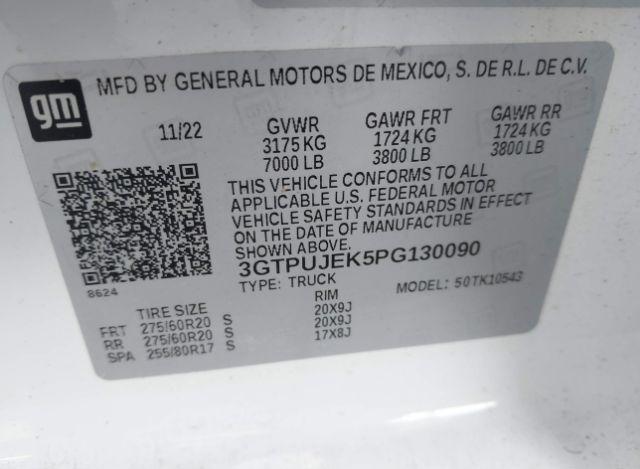 gm
MFD BY GENERAL MOTORS DE MEXICO, S. DE R.L. DE C.V.
11/22 GVWR GAWR FRT GAWR RR
3175 KG 1724 KG 1724 KG
7000 LB 3800 LB 3800 LB
THIS VEHICLE CONFORMS TO ALL
APPLICABLE U.S. FEDERAL MOTOR
VEHICLE SAFETY STANDARDS IN EFFECT
ON THE DATE OF MANUFACTURE
SHOWN ABOVE.
3GTPUJEK5PG130090
TYPE: TRUCK MODEL: 50TK10543
8624
TIRE SIZE RIM
FRT 275/60R20 S 20X9J
RR 275/60R20 S 20X9J
SPA 255/80R17 S 17X8J